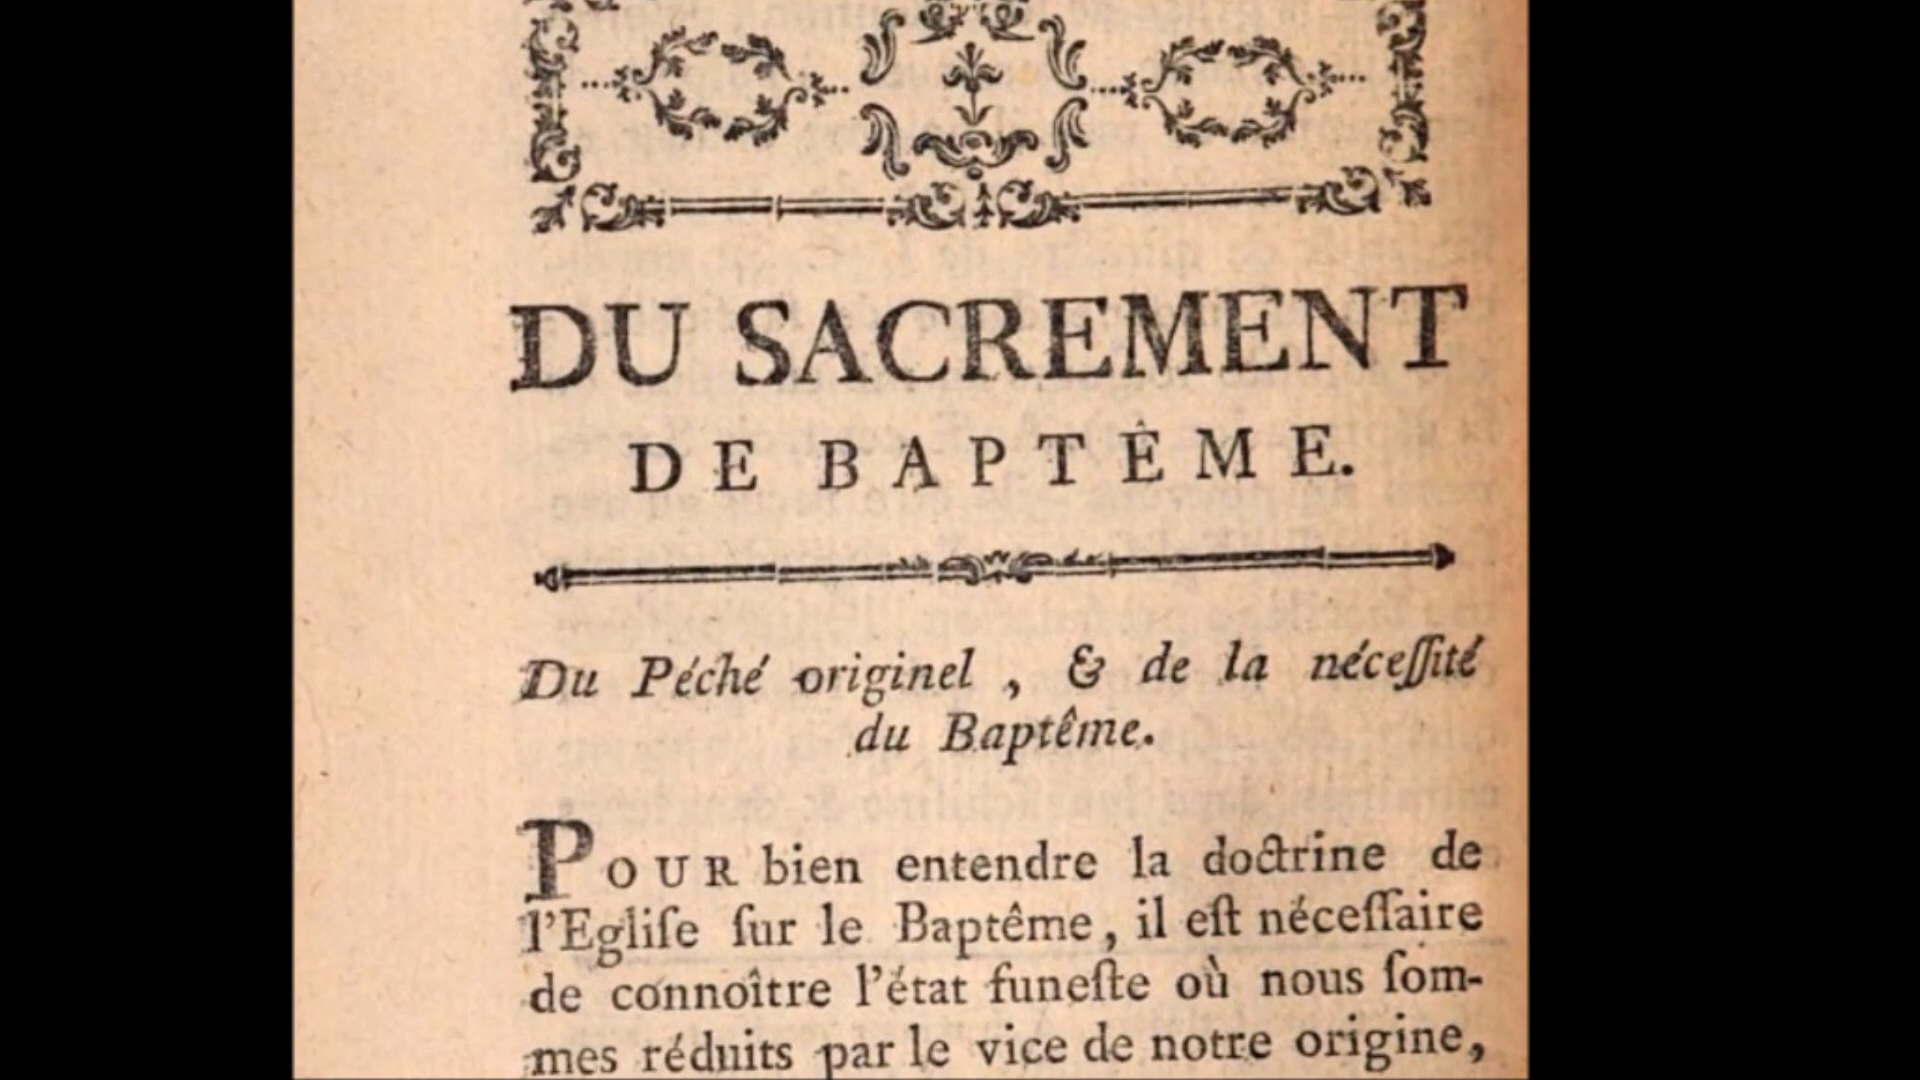 DU SACREMENT
DE BAPTÊME.
Du Péché originel , & de la néceſſité
du Baptême.
POUR bien entendre la doctrine de
l'Egliſe ſur le Baptême, il eſt néceſſaire
de connoître l'état funeſte où nous ſom-
mes réduits par le vice de notre origine,